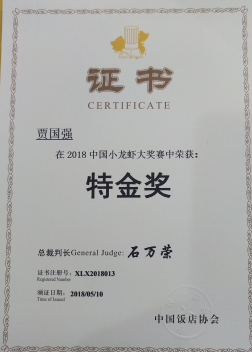 证书
CERTIFICATE
贾国强
在 2018 中国小龙虾大奖赛中荣获:
特金奖
总裁判长General Judge: 石万荣
证书注册号: XLX2018013
Registered Number
颁证日期: 2018/05/10
Time of Issued
中国饭店协会